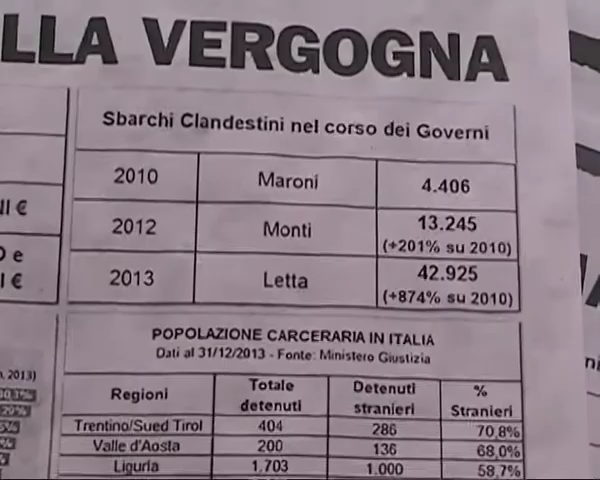 LLA VERGOGNA
Sbarchi Clandestini nel corso dei Governi
2010 Maroni 4.406
2012 Monti 13.245
(+201% su 2010)
2013 Letta 42.925
(+874% su 2010)
€
e
€
POPOLAZIONE CARCERARIA IN ITALIA
Dati al 31/12/2013 - Fonte: Ministero Giustizia
2013)
Regioni Totale detenuti Detenuti stranieri % Stranieri
Trentino/Sued Tirol 404 286 70,8%
Valle d'Aosta 200 136 68,0%
Liguria 1.703 1.000 58,7%